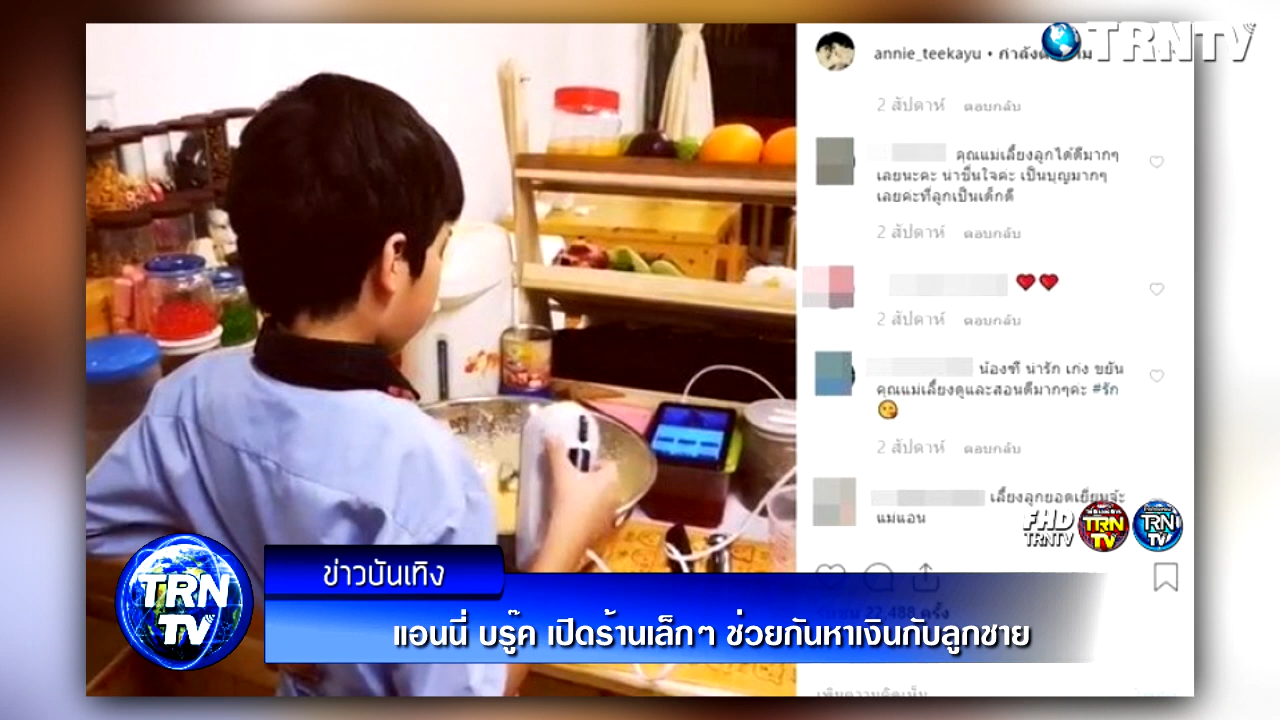 TRNTV
annie_teekayu •
2 สัปดาห์ ตอบกลับ
คุณแม่เลี้ยงลูกได้ดีมากๆ
เลยนะคะ น่าชื่นใจค่ะ เป็นบุญมากๆ
เลยค่ะที่ลูกเป็นเด็กดี
2 สัปดาห์ ตอบกลับ
2 สัปดาห์ ตอบกลับ
น้องฑี น่ารัก เก่ง ขยัน
คุณแม่เลี้ยงดูและสอนดีมากๆค่ะ #รัก
2 สัปดาห์ ตอบกลับ
เลี้ยงลูกยอดเยี่ยมจ้ะ
แม่แอน
FHD
TRNTV
TRN
TV
TRN
TV
22,488 ครั้ง
TRN
TV
ข่าวบันเทิง
แอนนี่ บรู๊ค เปิดร้านเล็กๆ ช่วยกันหาเงินกับลูกชาย